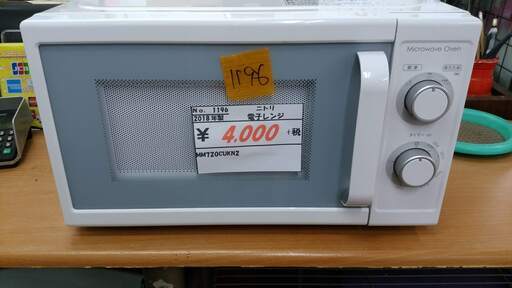 Microwave Oven
1196
No. 1196 ニトリ
2018年製 電子レンジ
¥ 4,000 +税
MM720CUKN2